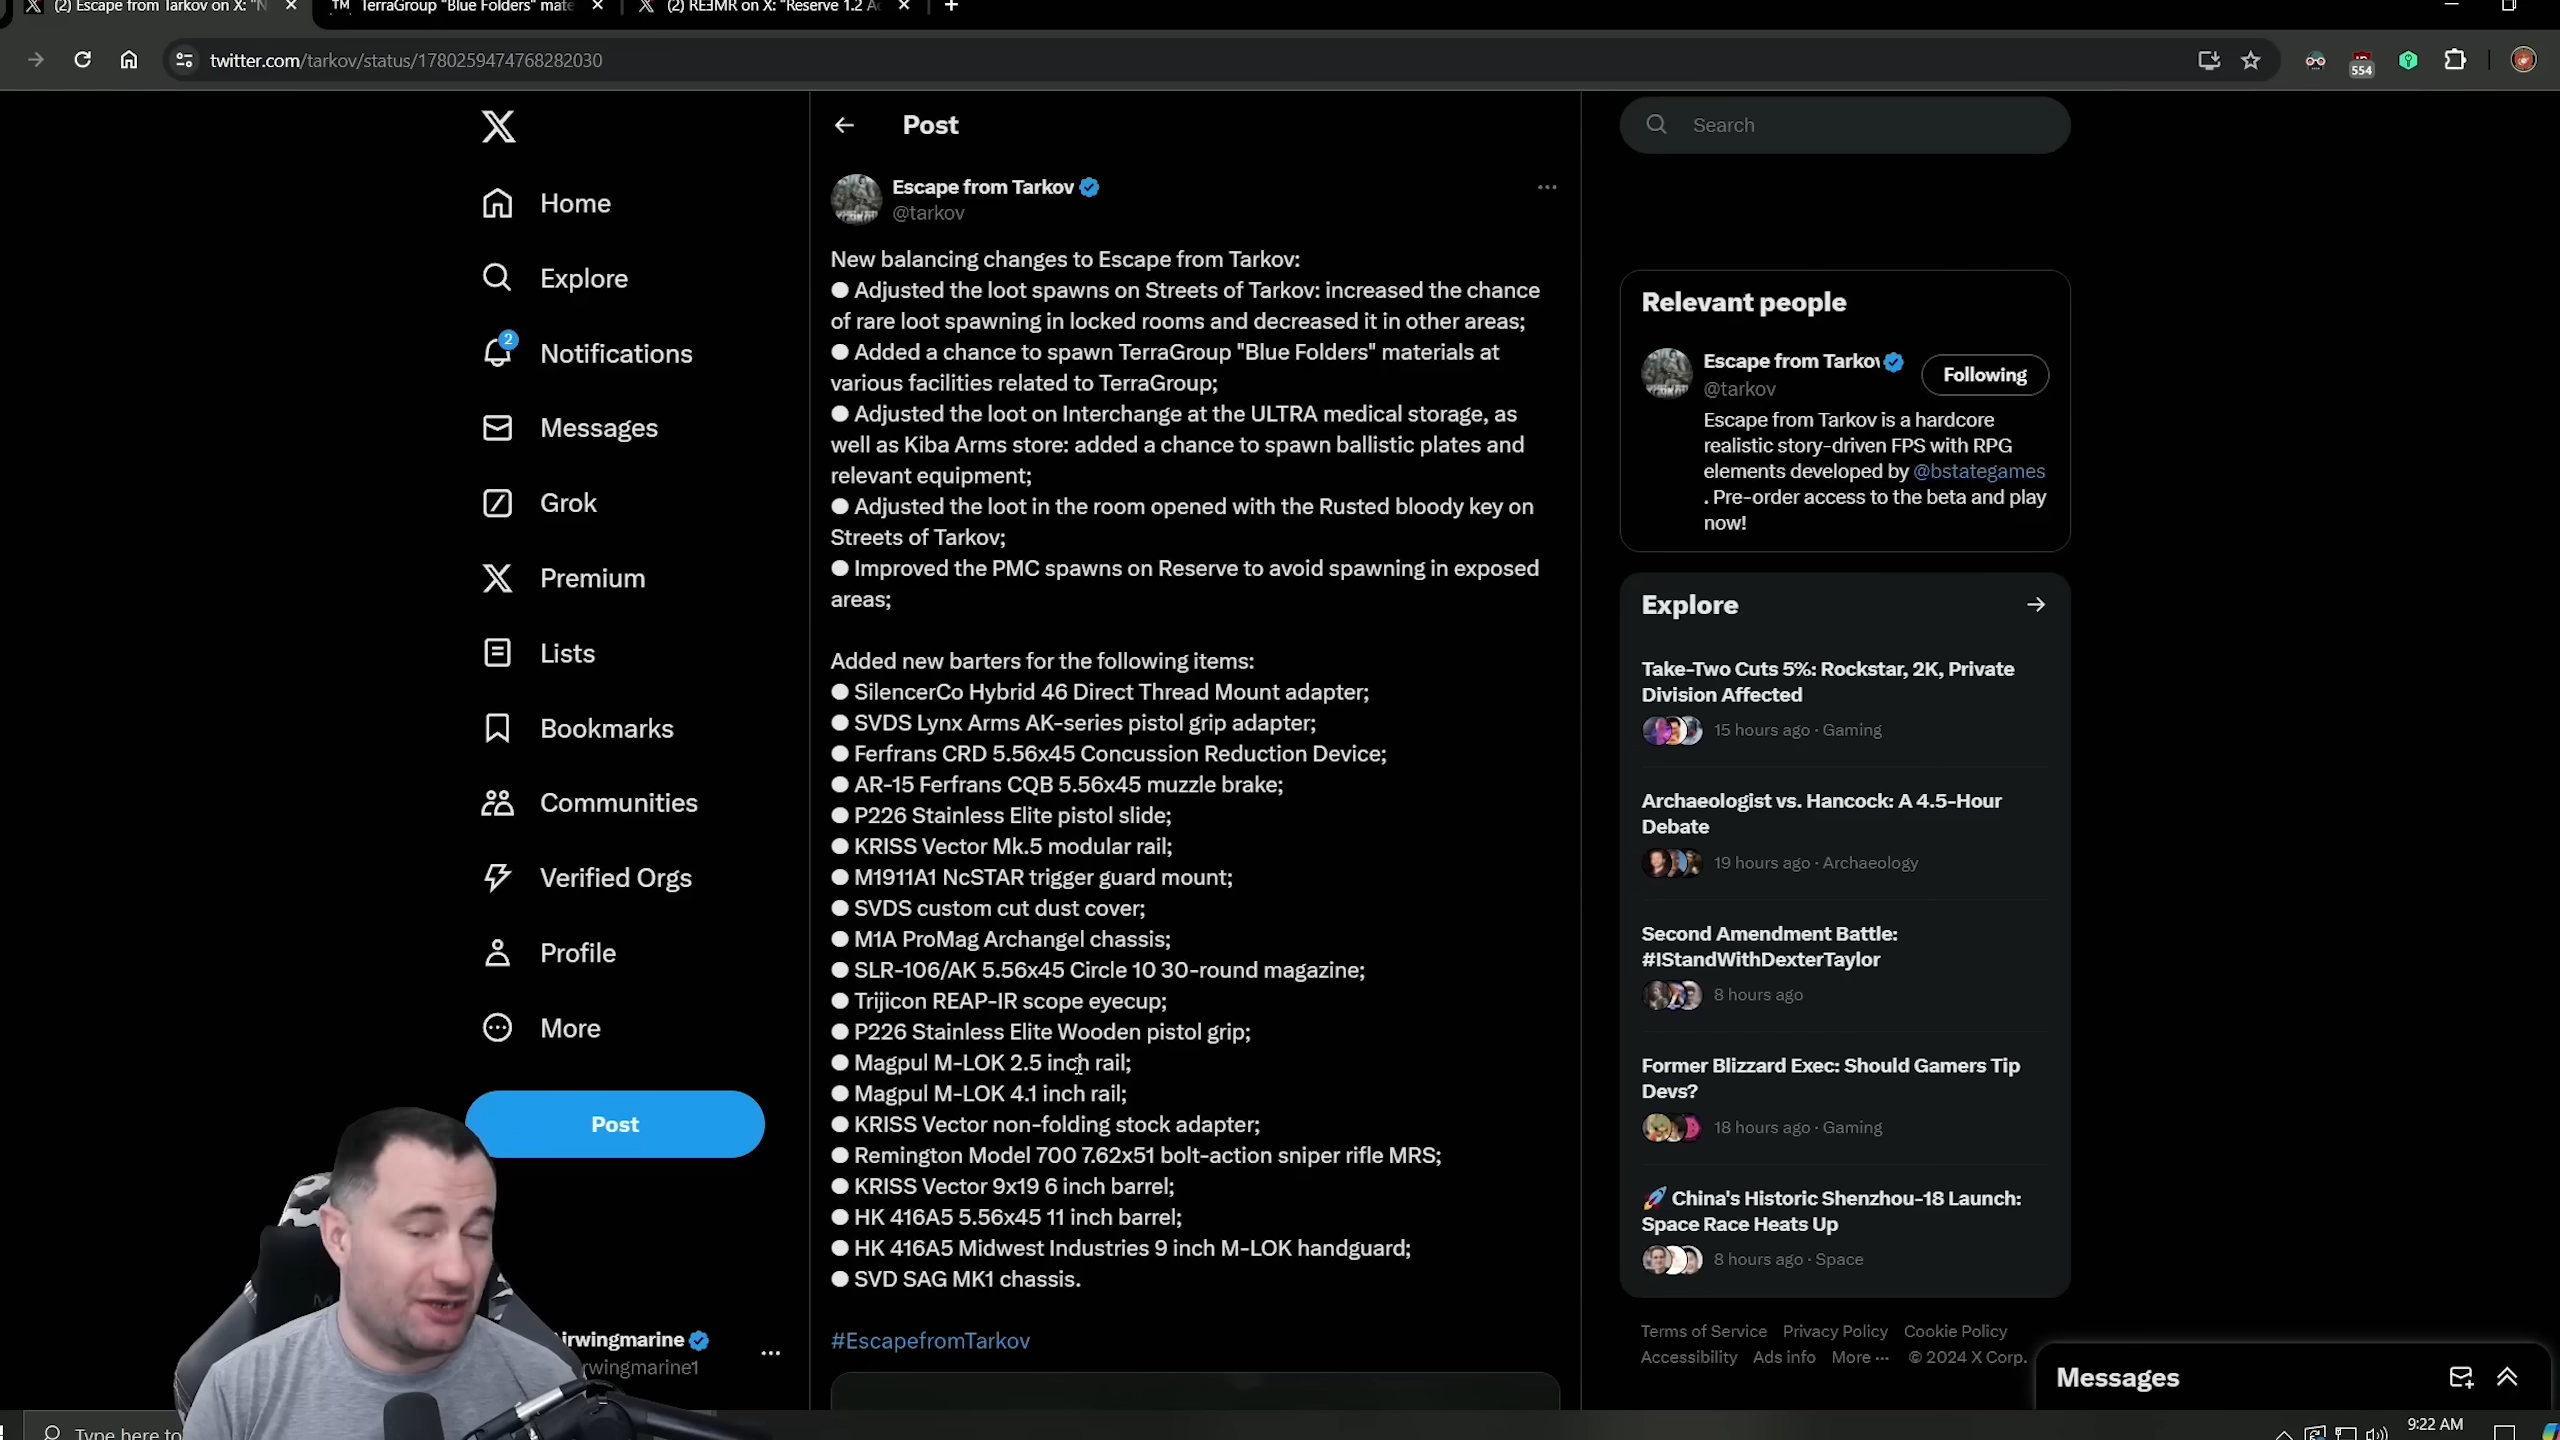 (2) Escape from Tarkov on X: "N
TM TerraGroup "Blue Folders" mate
(2) REƎMR on X: "Reserve 1.2 Ac
twitter.com/tarkov/status/1780259474768282030
554
Home
Explore
2
Notifications
Messages
Grok
Premium
Lists
Bookmarks
Communities
Verified Orgs
Profile
More
Post
irwingmarine
rwingmarine1
Post
Escape from Tarkov
@tarkov
New balancing changes to Escape from Tarkov:
● Adjusted the loot spawns on Streets of Tarkov: increased the chance
of rare loot spawning in locked rooms and decreased it in other areas;
● Added a chance to spawn TerraGroup "Blue Folders" materials at
various facilities related to TerraGroup;
● Adjusted the loot on Interchange at the ULTRA medical storage, as
well as Kiba Arms store: added a chance to spawn ballistic plates and
relevant equipment;
● Adjusted the loot in the room opened with the Rusted bloody key on
Streets of Tarkov;
● Improved the PMC spawns on Reserve to avoid spawning in exposed
areas;
Added new barters for the following items:
● SilencerCo Hybrid 46 Direct Thread Mount adapter;
● SVDS Lynx Arms AK-series pistol grip adapter;
● Ferfrans CRD 5.56x45 Concussion Reduction Device;
● AR-15 Ferfrans CQB 5.56x45 muzzle brake;
● P226 Stainless Elite pistol slide;
● KRISS Vector Mk.5 modular rail;
● M1911A1 NcSTAR trigger guard mount;
● SVDS custom cut dust cover;
● M1A ProMag Archangel chassis;
● SLR-106/AK 5.56x45 Circle 10 30-round magazine;
● Trijicon REAP-IR scope eyecup;
● P226 Stainless Elite Wooden pistol grip;
● Magpul M-LOK 2.5 inch rail;
● Magpul M-LOK 4.1 inch rail;
● KRISS Vector non-folding stock adapter;
● Remington Model 700 7.62x51 bolt-action sniper rifle MRS;
● KRISS Vector 9x19 6 inch barrel;
● HK 416A5 5.56x45 11 inch barrel;
● HK 416A5 Midwest Industries 9 inch M-LOK handguard;
● SVD SAG MK1 chassis.
#EscapefromTarkov
Search
Relevant people
Escape from Tarkov
@tarkov
Following
Escape from Tarkov is a hardcore
realistic story-driven FPS with RPG
elements developed by @bstategames
. Pre-order access to the beta and play
now!
Explore
Take-Two Cuts 5%: Rockstar, 2K, Private
Division Affected
15 hours ago · Gaming
Archaeologist vs. Hancock: A 4.5-Hour
Debate
19 hours ago · Archaeology
Second Amendment Battle:
#IStandWithDexterTaylor
8 hours ago
Former Blizzard Exec: Should Gamers Tip
Devs?
18 hours ago · Gaming
🚀 China's Historic Shenzhou-18 Launch:
Space Race Heats Up
8 hours ago · Space
Terms of Service Privacy Policy Cookie Policy
Accessibility Ads info More ··· © 2024 X Corp.
Messages
Type here to
9:22 AM